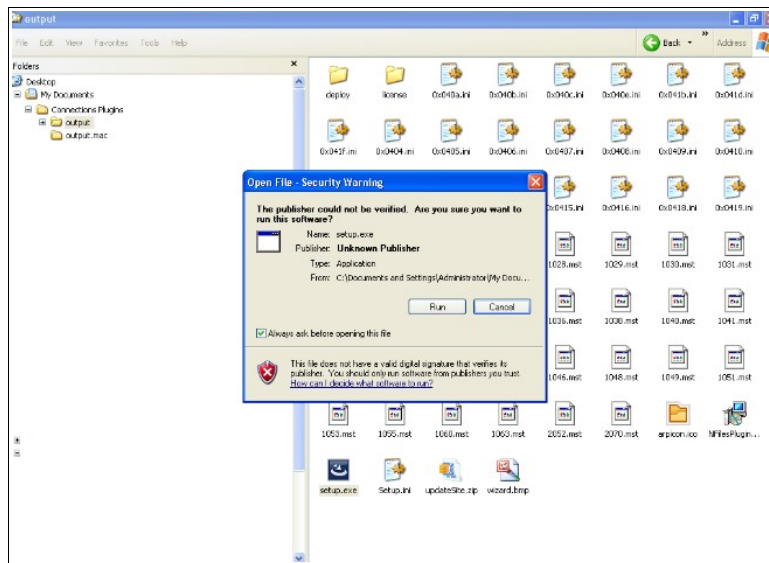 output
File Edit View Favorites Tools Help
Back
Address
Folders
Desktop
My Documents
Connections Plugins
output
output.mac
deploy license 0x040a.ini 0x040b.ini 0x040c.ini 0x040e.ini 0x041b.ini 0x041d.ini
0x041f.ini 0x0404.ini 0x0405.ini 0x0406.ini 0x0407.ini 0x0408.ini 0x0409.ini 0x0410.ini
0x0415.ini 0x0416.ini 0x0418.ini 0x0419.ini
1028.mst 1029.mst 1030.mst 1031.mst
1036.mst 1038.mst 1040.mst 1041.mst
1046.mst 1048.mst 1049.mst 1051.mst
1053.mst 1055.mst 1060.mst 1063.mst 2052.mst 2070.mst arpicon.ico NFilesPlugin...
setup.exe Setup.ini updateSite.zip wizard.bmp
Open File - Security Warning
The publisher could not be verified. Are you sure you want to
run this software?
Name: setup.exe
Publisher: Unknown Publisher
Type: Application
From: C:\Documents and Settings\Administrator\My Docu...
Run Cancel
Always ask before opening this file
This file does not have a valid digital signature that verifies its
publisher. You should only run software from publishers you trust.
How can I decide what software to run?